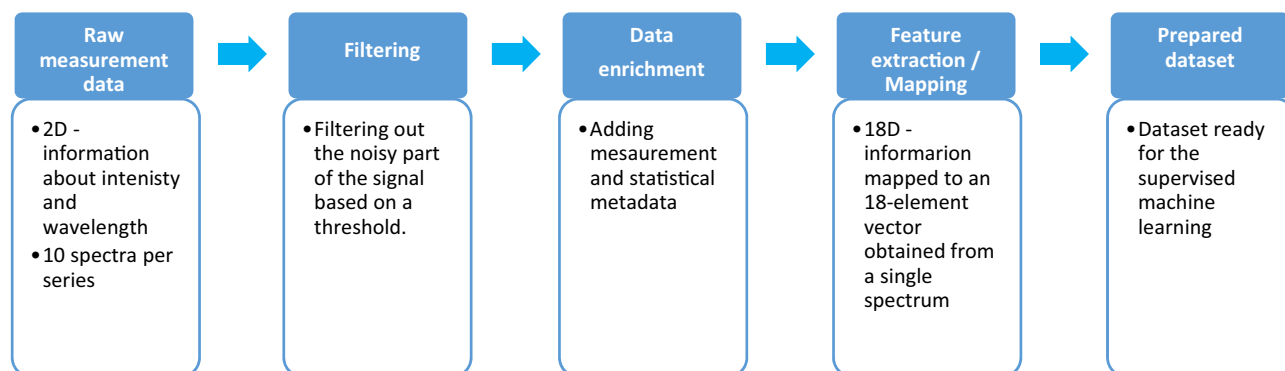 Raw
measurement
data
• 2D -
information
about intenisty
and
wavelength
• 10 spectra per
series
Filtering
• Filtering out
the noisy part
of the signal
based on a
threshold.
Data
enrichment
• Adding
mesaurement
and statistical
metadata
Feature
extraction /
Mapping
• 18D -
informarion
mapped to an
18-element
vector
obtained from
a single
spectrum
Prepared
dataset
• Dataset ready
for the
supervised
machine
learning